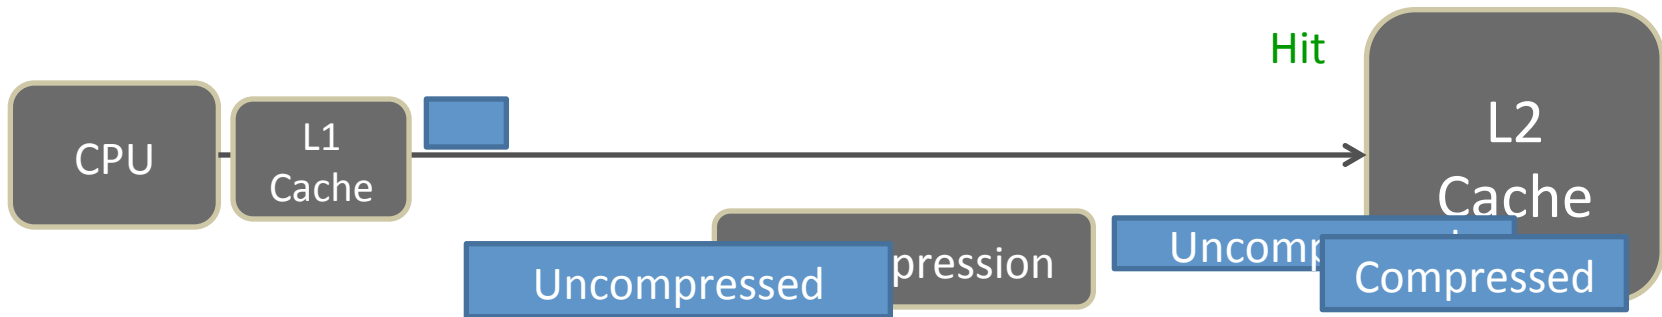 Hit
CPU
L1
Cache
L2
Cache
Uncompressed
pression
Uncomp
Compressed